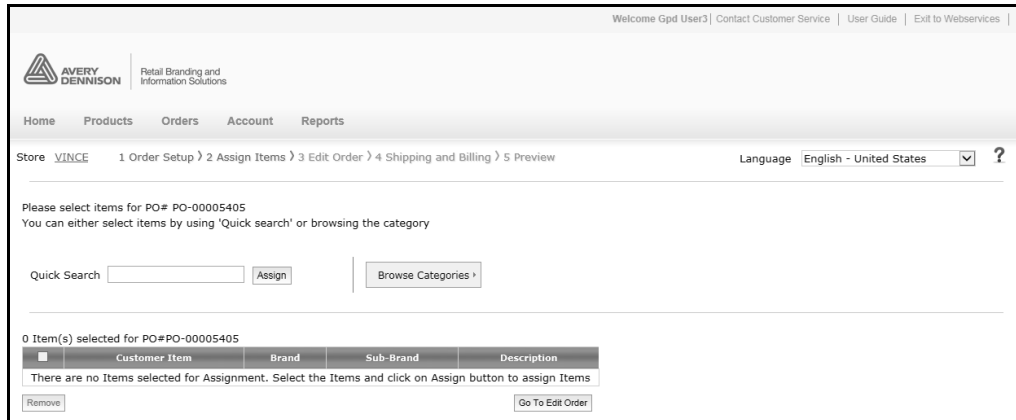 Welcome Gpd User3 | Contact Customer Service | User Guide | Exit to Webservices |
AVERY DENNISON
Retail Branding and Information Solutions
Home Products Orders Account Reports
Store VINCE 1 Order Setup 〉 2 Assign Items 〉 3 Edit Order 〉 4 Shipping and Billing 〉 5 Preview Language English - United States ?
Please select items for PO# PO-00005405
You can either select items by using 'Quick search' or browsing the category
Quick Search Assign Browse Categories
0 Item(s) selected for PO#PO-00005405
Customer Item Brand Sub-Brand Description
There are no Items selected for Assignment. Select the Items and click on Assign button to assign Items
Remove Go To Edit Order